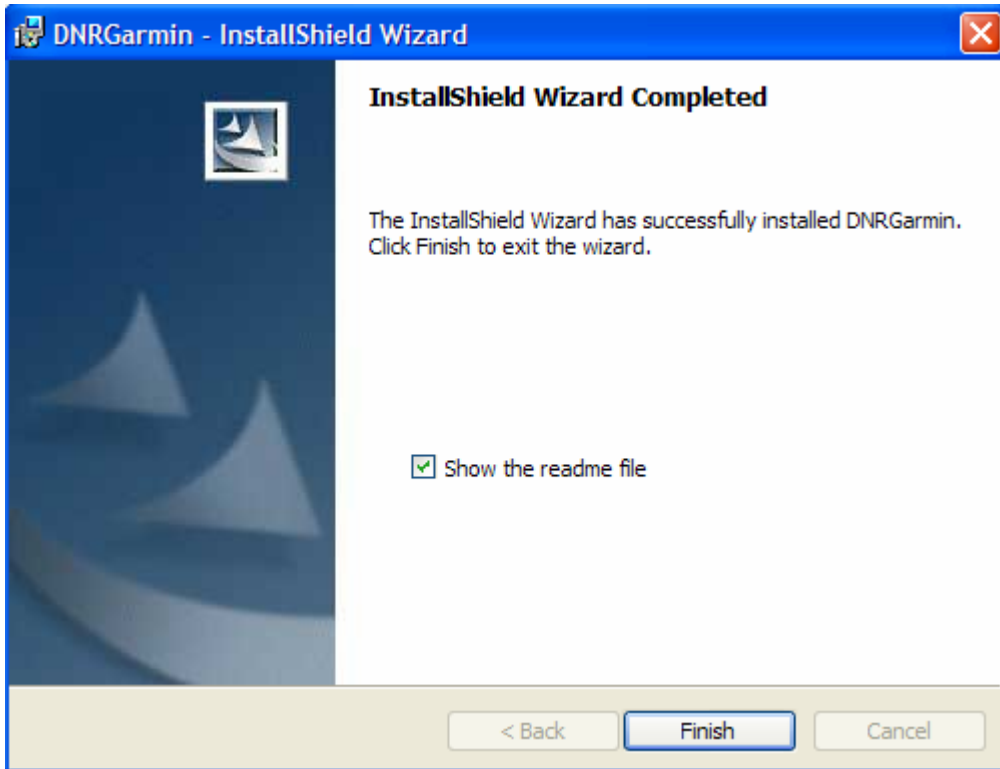 DNRGarmin - InstallShield Wizard
InstallShield Wizard Completed
The InstallShield Wizard has successfully installed DNRGarmin.
Click Finish to exit the wizard.
Show the readme file
< Back
Finish
Cancel